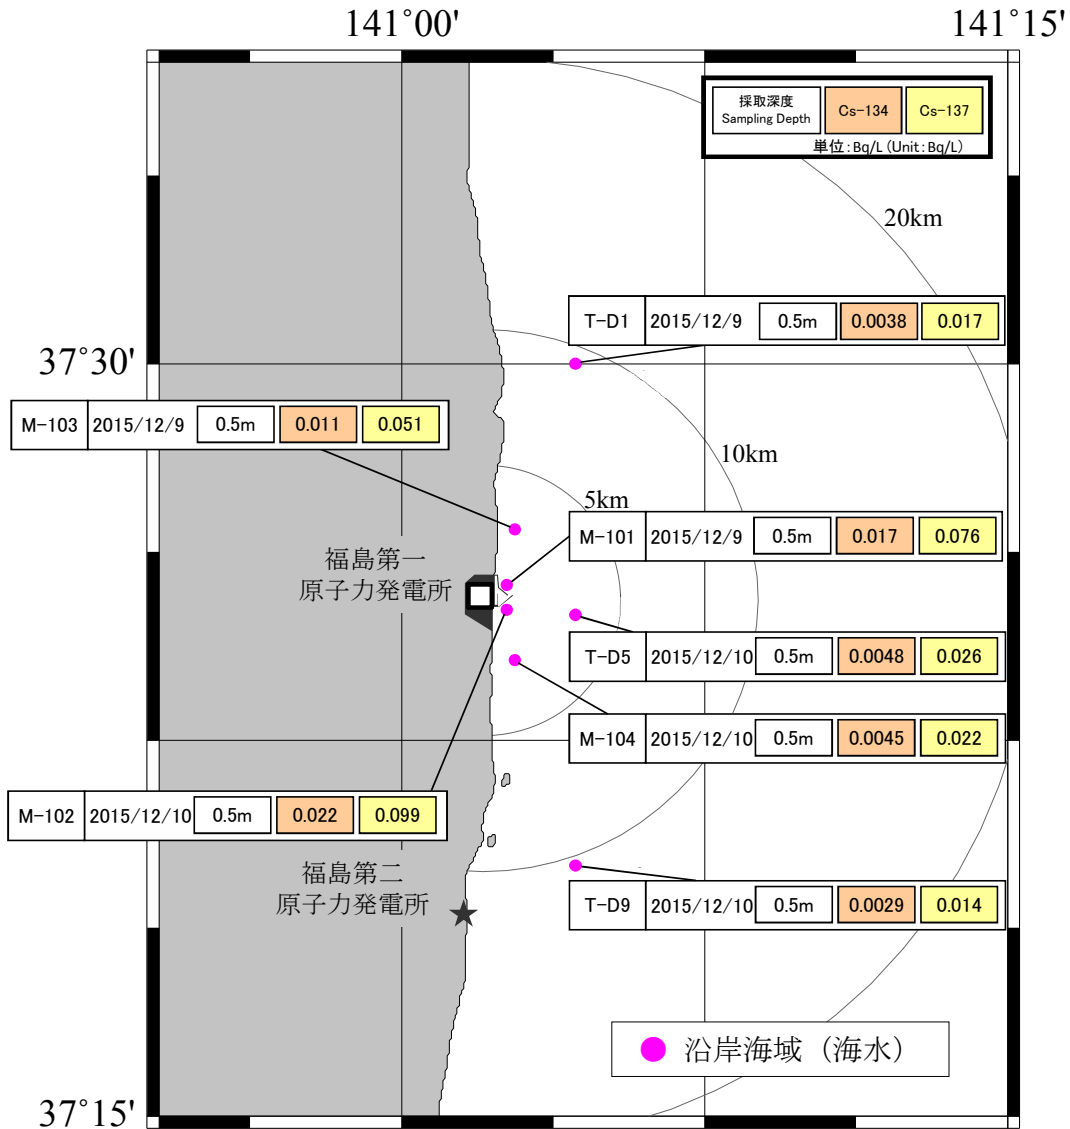 141°00' 141°15'
採取深度
Sampling Depth
Cs-134
Cs-137
単位:Bq/L (Unit:Bq/L)
20km
T-D1 2015/12/9 0.5m 0.0038 0.017
37°30'
M-103 2015/12/9 0.5m 0.011 0.051
10km
5km
M-101 2015/12/9 0.5m 0.017 0.076
福島第一
原子力発電所
T-D5 2015/12/10 0.5m 0.0048 0.026
M-104 2015/12/10 0.5m 0.0045 0.022
M-102 2015/12/10 0.5m 0.022 0.099
福島第二
原子力発電所
T-D9 2015/12/10 0.5m 0.0029 0.014
沿岸海域（海水）
37°15'